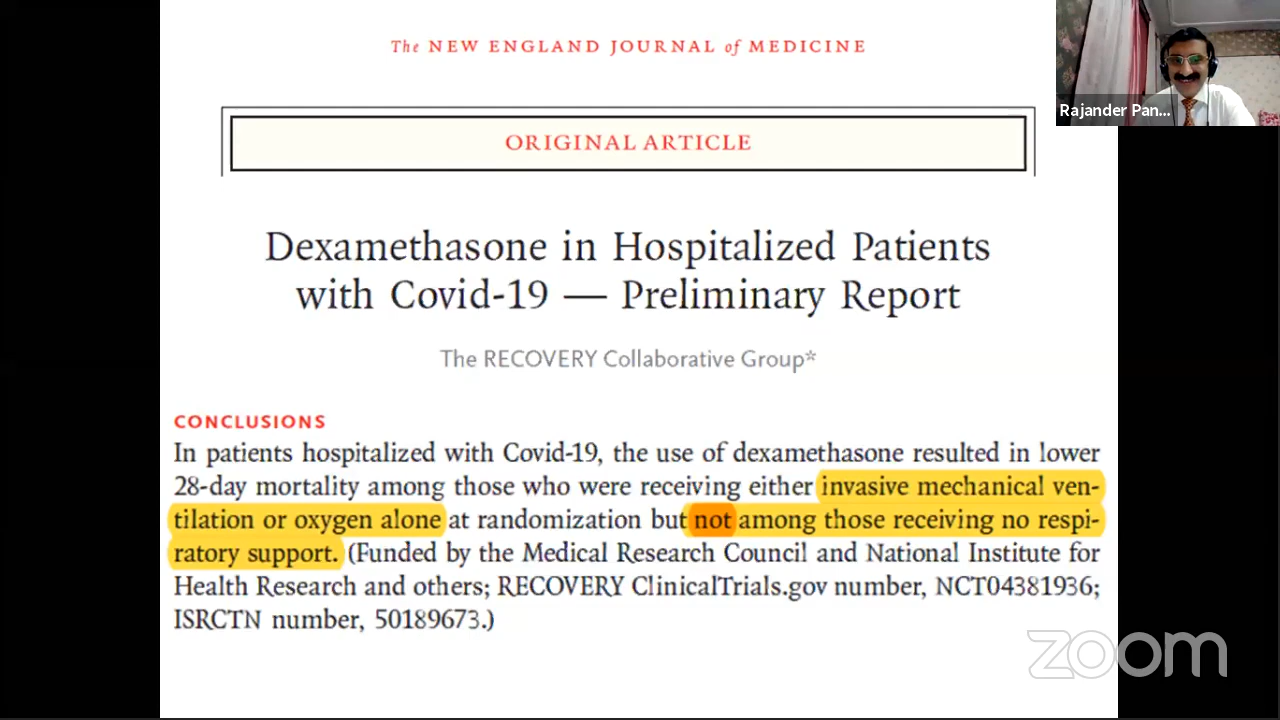 The NEW ENGLAND JOURNAL of MEDICINE
Rajander Pan...
ORIGINAL ARTICLE
Dexamethasone in Hospitalized Patients
with Covid-19 — Preliminary Report
The RECOVERY Collaborative Group*
CONCLUSIONS
In patients hospitalized with Covid-19, the use of dexamethasone resulted in lower
28-day mortality among those who were receiving either invasive mechanical ven-
tilation or oxygen alone at randomization but not among those receiving no respi-
ratory support. (Funded by the Medical Research Council and National Institute for
Health Research and others; RECOVERY ClinicalTrials.gov number, NCT04381936;
ISRCTN number, 50189673.)
zoom